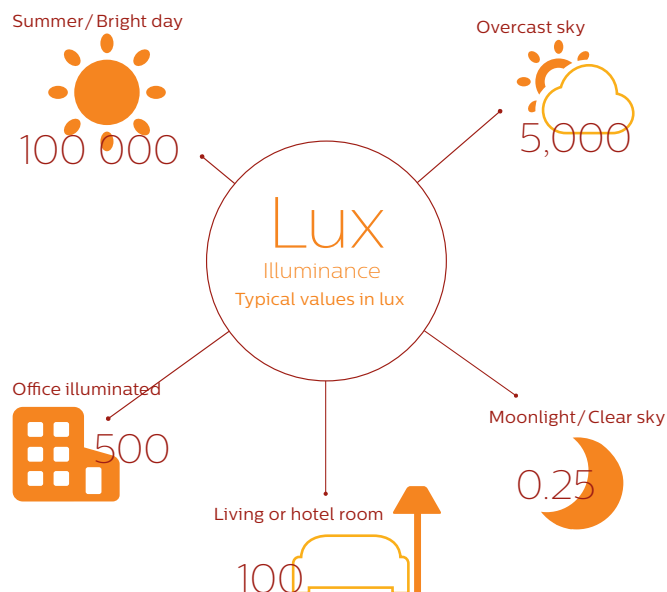 Summer/Bright day
100 000
Overcast sky
5,000
Lux
Illuminance
Typical values in lux
Office illuminated
500
Living or hotel room
100
Moonlight/Clear sky
0.25